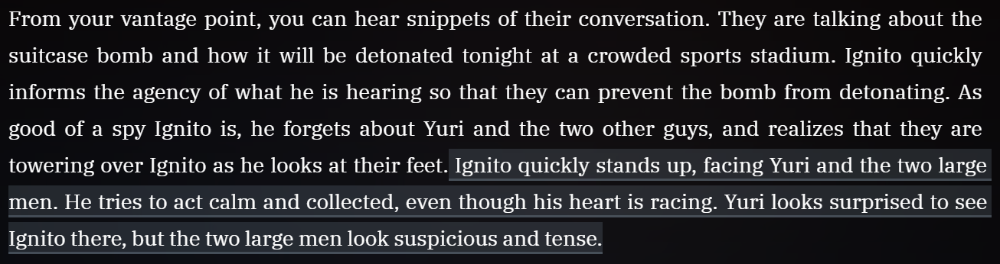 From your vantage point, you can hear snippets of their conversation. They are talking about the
suitcase bomb and how it will be detonated tonight at a crowded sports stadium. Ignito quickly
informs the agency of what he is hearing so that they can prevent the bomb from detonating. As
good of a spy Ignito is, he forgets about Yuri and the two other guys, and realizes that they are
towering over Ignito as he looks at their feet. Ignito quickly stands up, facing Yuri and the two large
men. He tries to act calm and collected, even though his heart is racing. Yuri looks surprised to see
Ignito there, but the two large men look suspicious and tense.